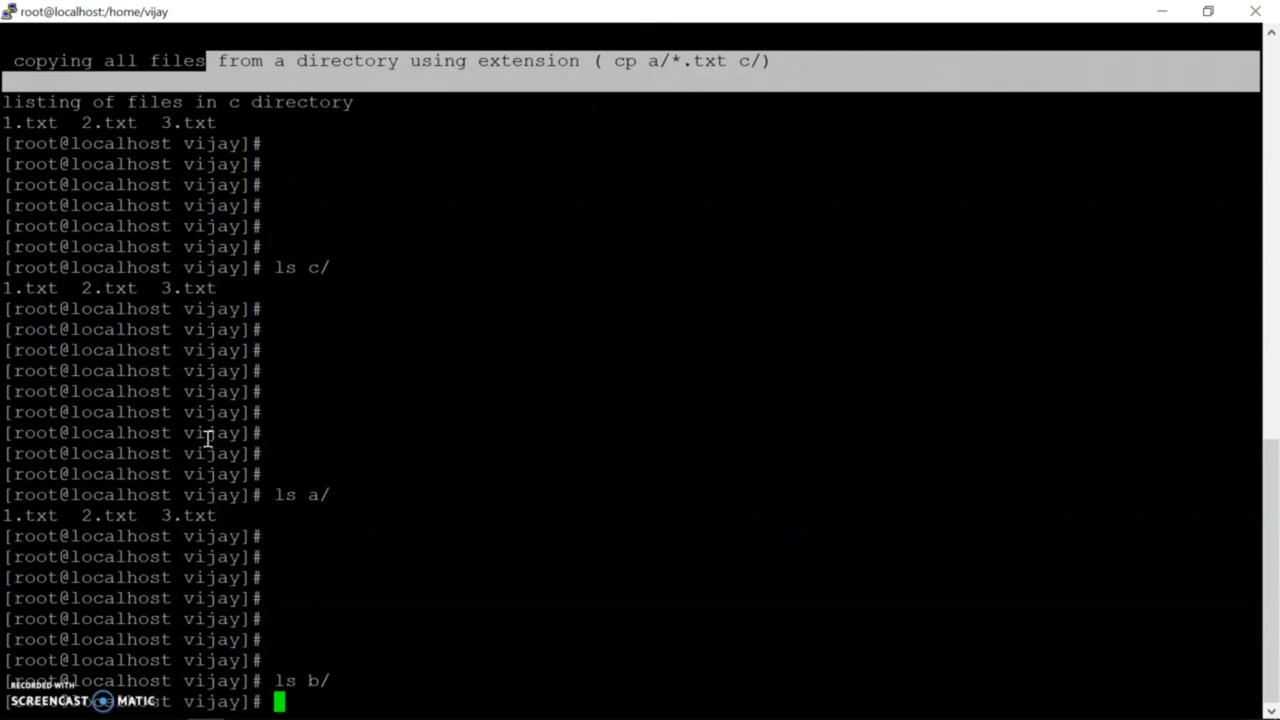 root@localhost:/home/vijay
copying all files from a directory using extension ( cp a/*.txt c/)
listing of files in c directory
1.txt  2.txt  3.txt
[root@localhost vijay]#
[root@localhost vijay]#
[root@localhost vijay]#
[root@localhost vijay]#
[root@localhost vijay]#
[root@localhost vijay]#
[root@localhost vijay]# ls c/
1.txt  2.txt  3.txt
[root@localhost vijay]#
[root@localhost vijay]#
[root@localhost vijay]#
[root@localhost vijay]#
[root@localhost vijay]#
[root@localhost vijay]#
[root@localhost vijay]#
[root@localhost vijay]#
[root@localhost vijay]#
[root@localhost vijay]# ls a/
1.txt  2.txt  3.txt
[root@localhost vijay]#
[root@localhost vijay]#
[root@localhost vijay]#
[root@localhost vijay]#
[root@localhost vijay]#
[root@localhost vijay]#
[root@localhost vijay]#
[root@localhost vijay]# ls b/
[root@localhost vijay]#
RECORDED WITH
SCREENCAST MATIC